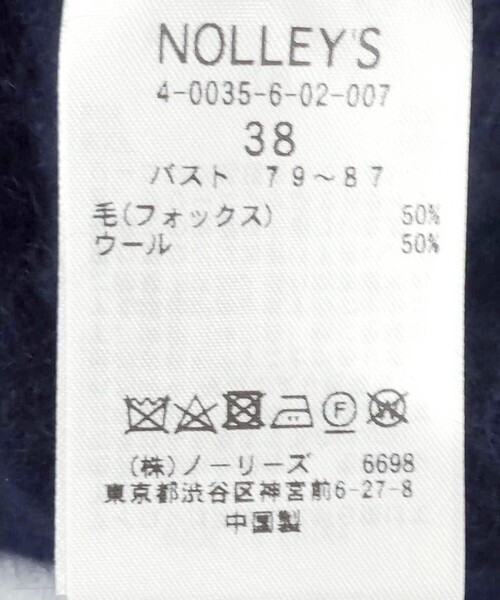 NOLLEY'S
4-0035-6-02-007
38
バスト 79～87
毛(フォックス) 50%
ウール 50%
F W
(株)ノーリーズ 6698
東京都渋谷区神宮前6-27-8
中国製